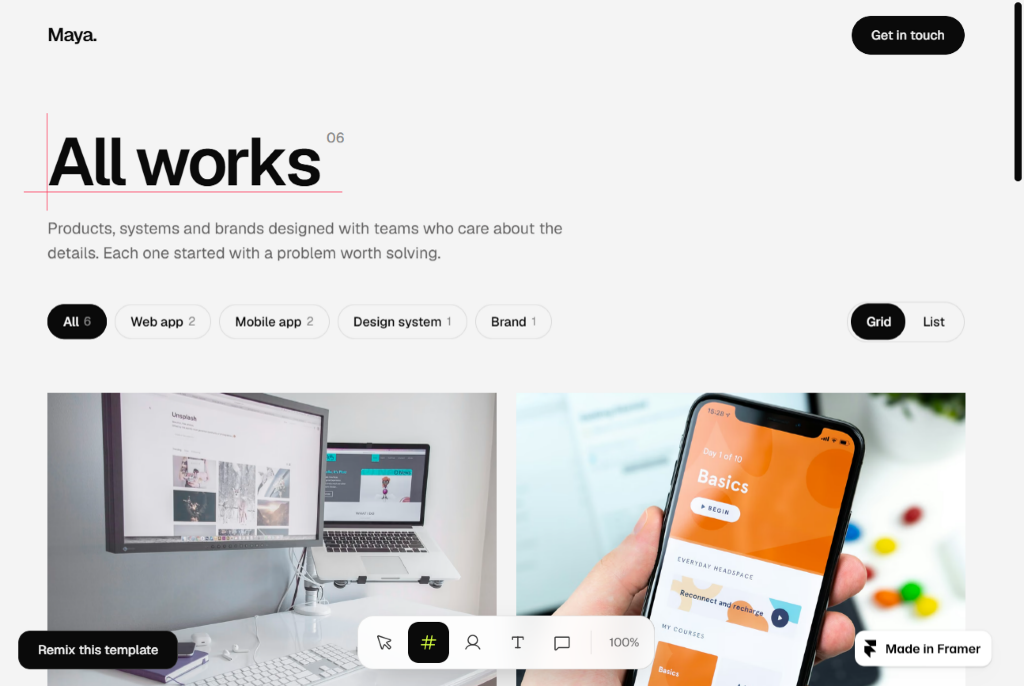 Maya.
Get in touch
All works
06
Products, systems and brands designed with teams who care about the
details. Each one started with a problem worth solving.
All 6
Web app 2
Mobile app 2
Design system 1
Brand 1
Grid
List
Unsplash
15:28
Day 1 of 10
Basics
BEGIN
EVERYDAY HEADSPACE
Reconnect and recharge
MY COURSES
Basics
Remix this template
#
T
100%
Made in Framer